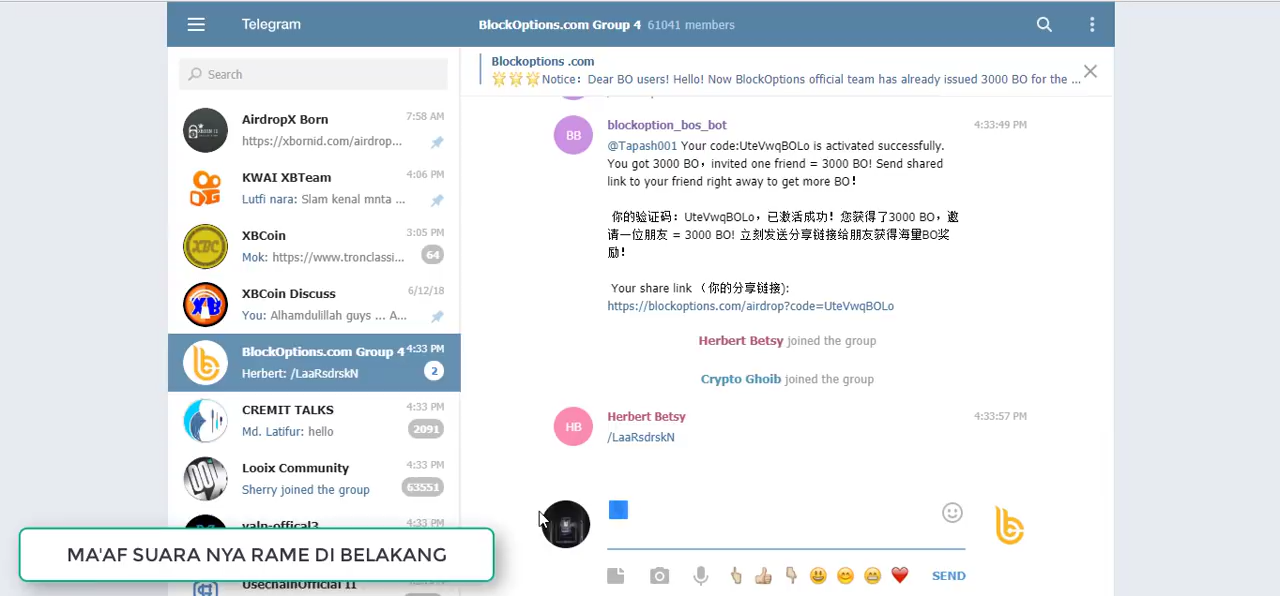 Telegram
BlockOptions.com Group 4 61041 members
Search
Blockoptions .com
🌟🌟🌟Notice：Dear BO users! Hello! Now BlockOptions official team has already issued 3000 BO for the ...
AirdropX Born 7:58 AM
https://xbornid.com/airdrop...
KWAI XBTeam 4:06 PM
Lutfi nara: Slam kenal mnta ...
XBCoin 3:05 PM
Mok: https://www.tronclassi... 64
XBCoin Discuss 6/12/18
You: Alhamdulillah guys ... A...
BlockOptions.com Group 4 4:33 PM
Herbert: /LaaRsdrskN 2
CREMIT TALKS 4:33 PM
Md. Latifur: hello 2091
Looix Community 4:33 PM
Sherry joined the group 63551
4:33 PM
UsechainOfficial II
BB
blockoption_bos_bot 4:33:49 PM
@Tapash001 Your code:UteVwqBOLo is activated successfully.
You got 3000 BO，invited one friend = 3000 BO! Send shared
link to your friend right away to get more BO！
你的验证码：UteVwqBOLo，已激活成功！您获得了3000 BO，邀
请一位朋友 = 3000 BO! 立刻发送分享链接给朋友获得海量BO奖
励！
Your share link （你的分享链接):
https://blockoptions.com/airdrop?code=UteVwqBOLo
Herbert Betsy joined the group
Crypto Ghoib joined the group
HB
Herbert Betsy 4:33:57 PM
/LaaRsdrskN
SEND
MA'AF SUARA NYA RAME DI BELAKANG